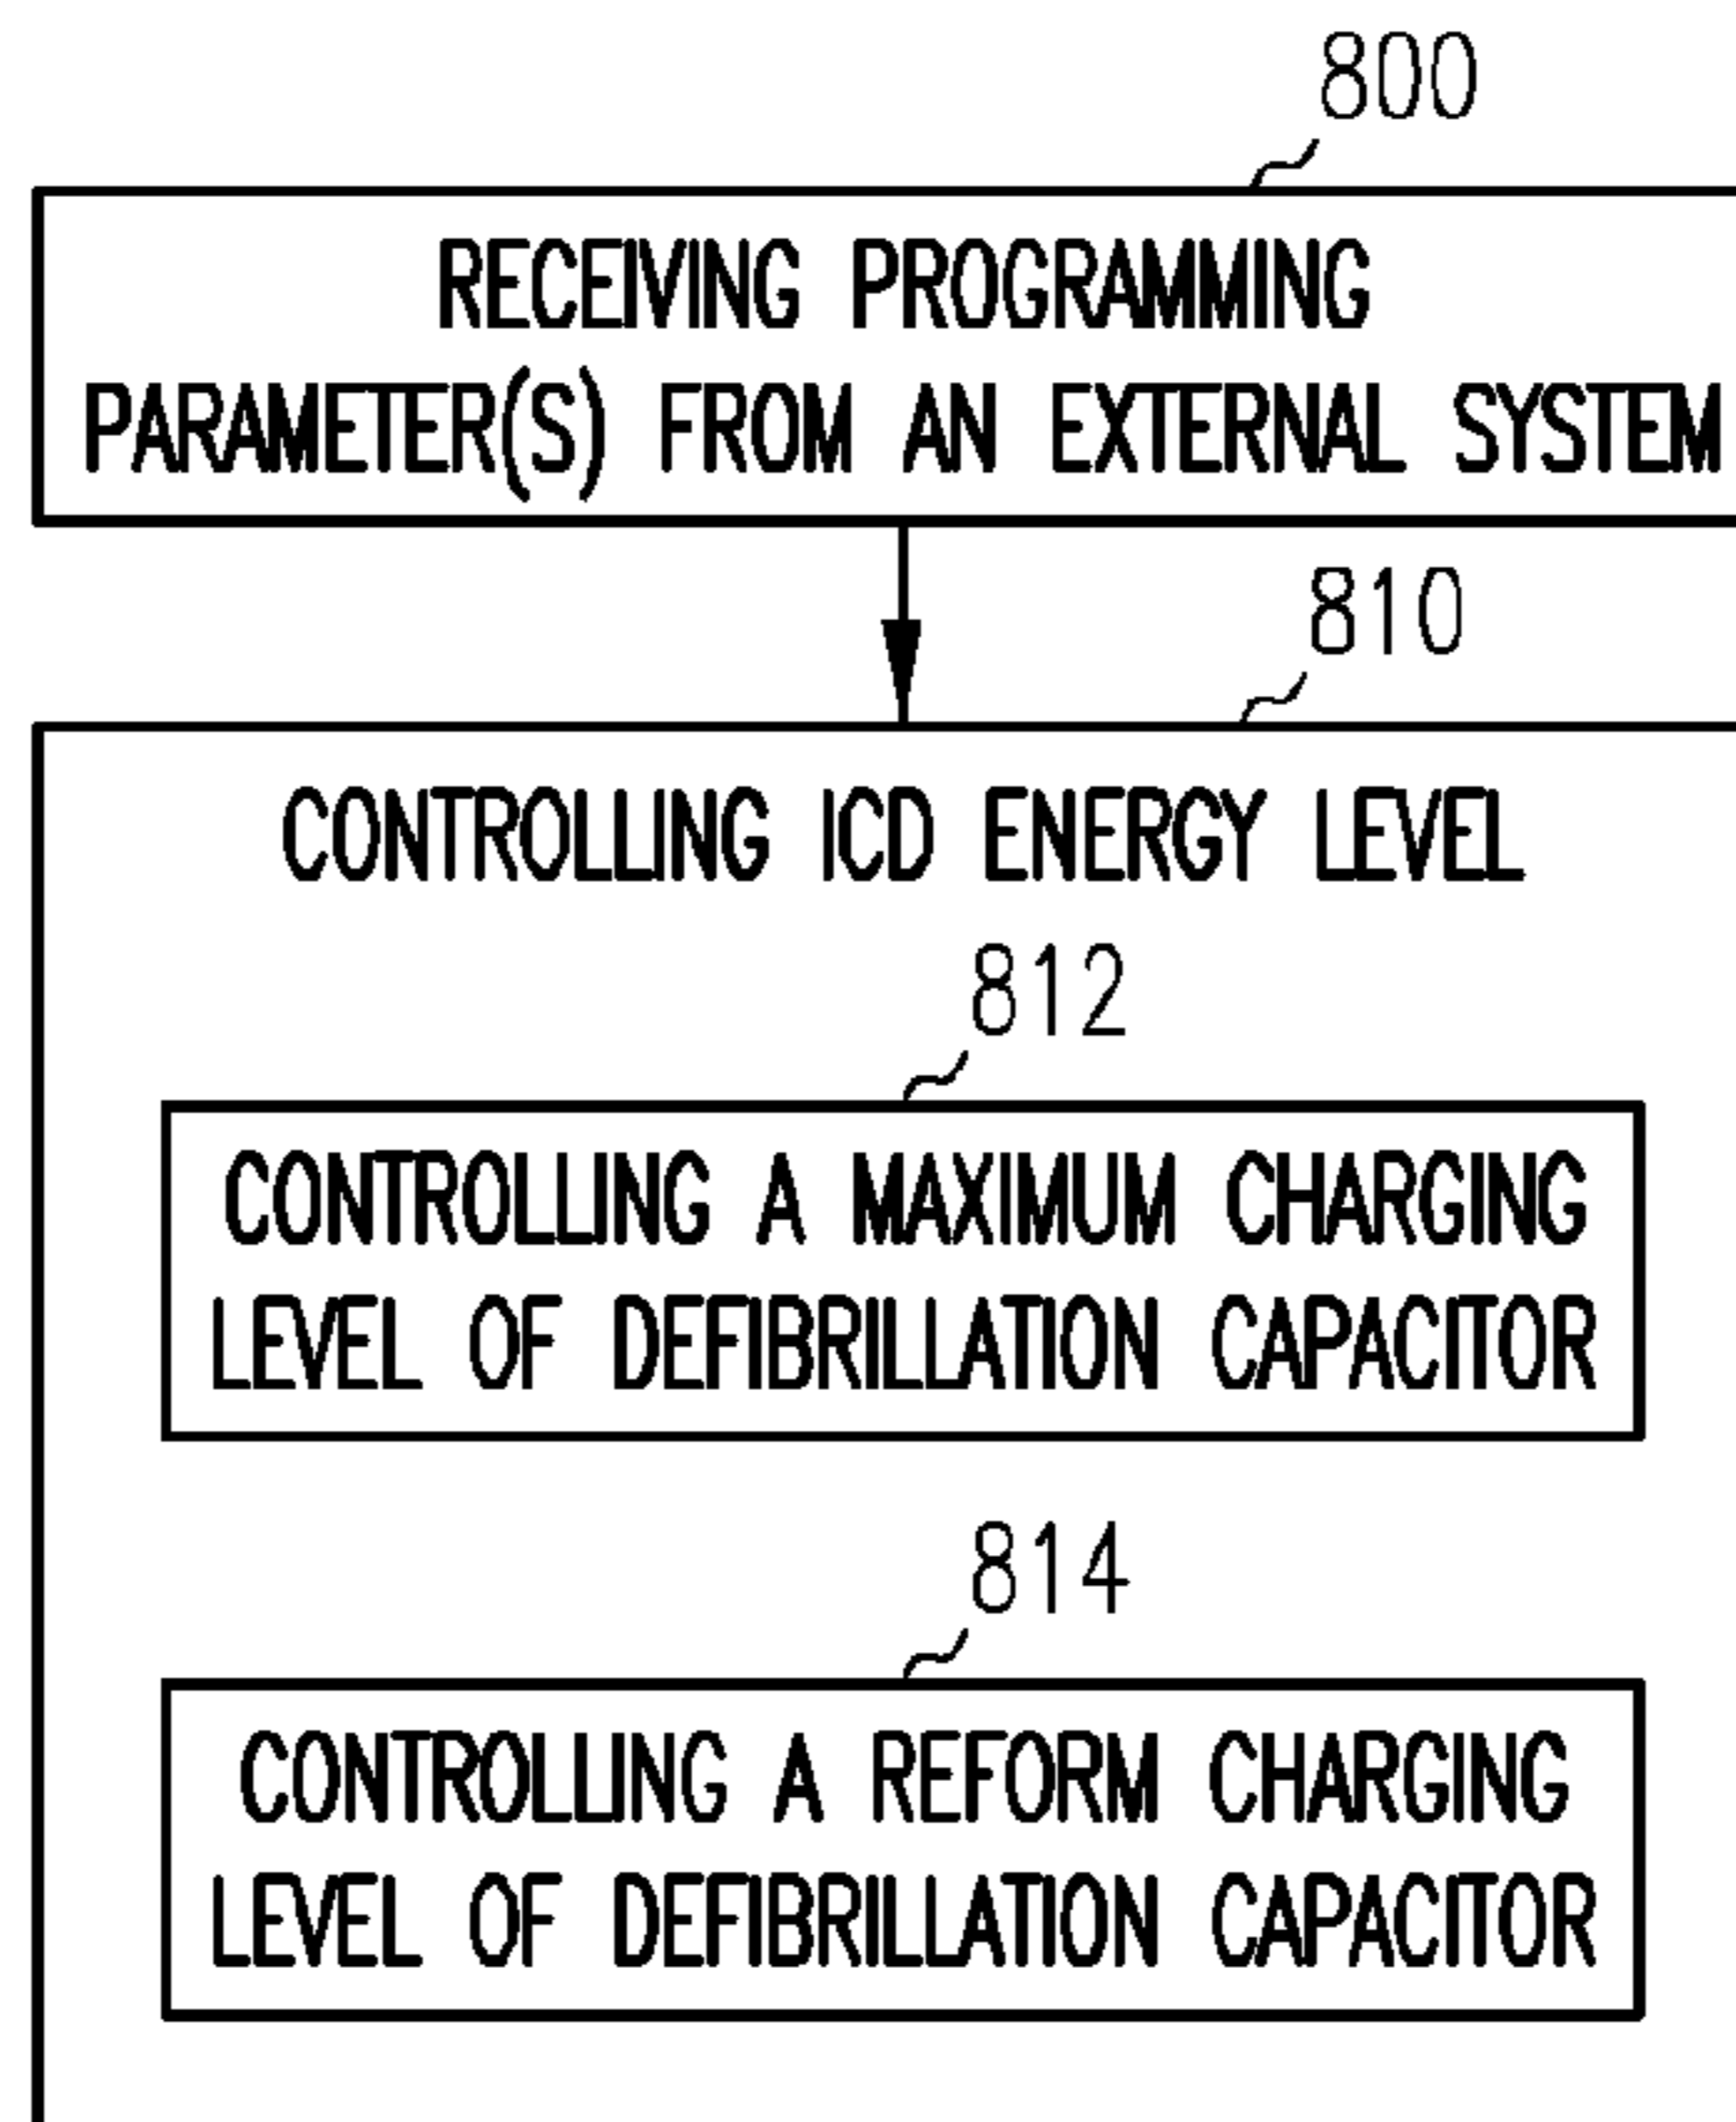 800
RECEIVING PROGRAMMING
PARAMETER(S) FROM AN EXTERNAL SYSTEM
810
CONTROLLING ICD ENERGY LEVEL
812
CONTROLLING A MAXIMUM CHARGING
LEVEL OF DEFIBRILLATION CAPACITOR
814
CONTROLLING A REFORM CHARGING
LEVEL OF DEFIBRILLATION CAPACITOR